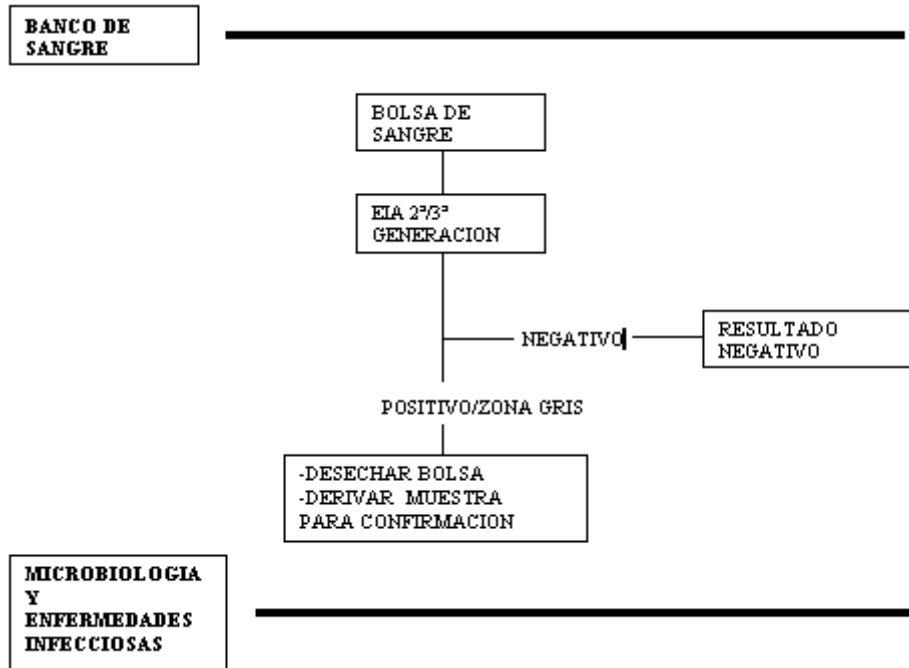 BANCO DE
SANGRE
BOLSA DE
SANGRE
EIA 2ª/3ª
GENERACION
NEGATIVO
RESULTADO
NEGATIVO
POSITIVO/ZONA GRIS
-DESECHAR BOLSA
-DERIVAR MUESTRA
PARA CONFIRMACION
MICROBIOLOGIA
Y
ENFERMEDADES
INFECCIOSAS